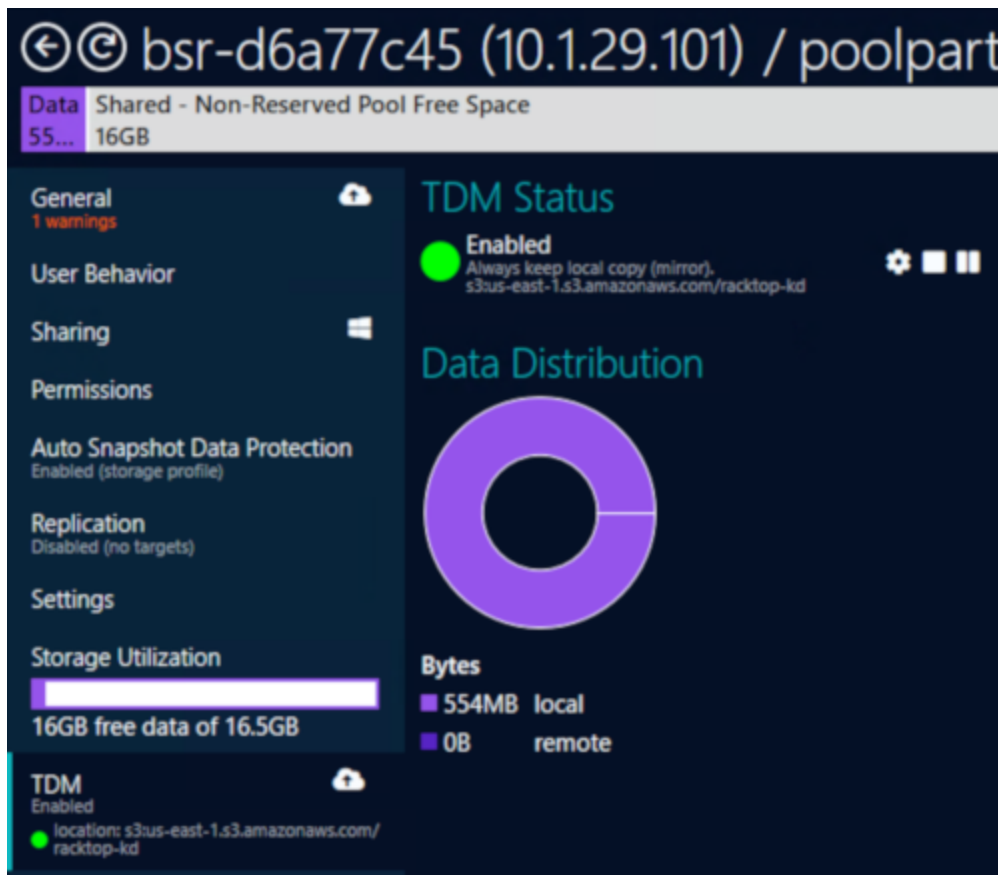 bsr-d6a77c45 (10.1.29.101) / poolpart
Data Shared - Non-Reserved Pool Free Space
55... 16GB
General
1 warnings
User Behavior
Sharing
Permissions
Auto Snapshot Data Protection
Enabled (storage profile)
Replication
Disabled (no targets)
Settings
Storage Utilization
16GB free data of 16.5GB
TDM
Enabled
location: s3:us-east-1.s3.amazonaws.com/
racktop-kd
TDM Status
Enabled
Always keep local copy (mirror).
s3:us-east-1.s3.amazonaws.com/racktop-kd
Data Distribution
Bytes
554MB local
0B remote